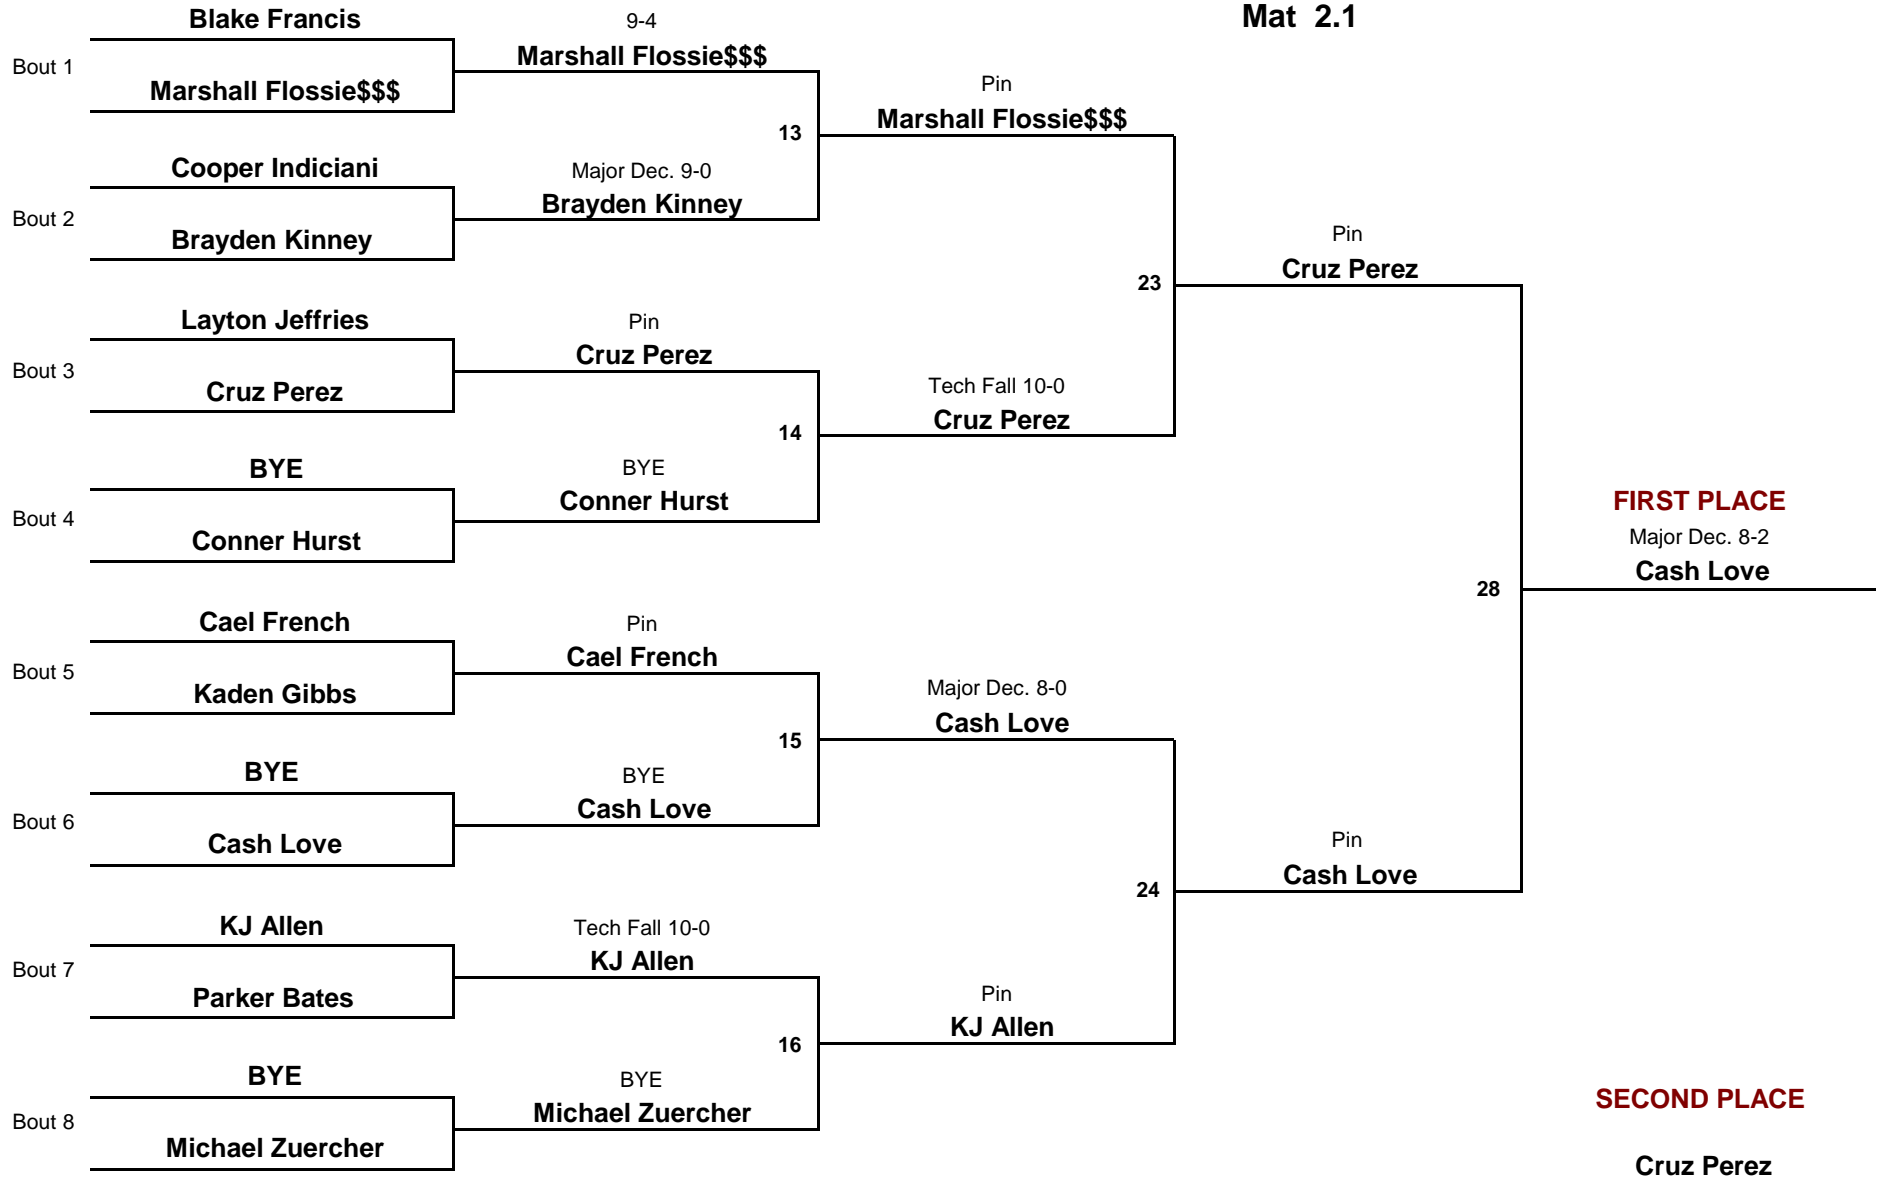 Mat 2.1
Blake Francis
Bout 1
Marshall Flossie$$$
9-4
Marshall Flossie$$$
13
Cooper Indiciani
Bout 2
Brayden Kinney
Major Dec. 9-0
Brayden Kinney
Pin
Marshall Flossie$$$
23
Layton Jeffries
Bout 3
Cruz Perez
Pin
Cruz Perez
14
BYE
Bout 4
Conner Hurst
BYE
Conner Hurst
Tech Fall 10-0
Cruz Perez
Pin
Cruz Perez
28
Cael French
Bout 5
Kaden Gibbs
Pin
Cael French
15
BYE
Bout 6
Cash Love
BYE
Cash Love
Major Dec. 8-0
Cash Love
24
KJ Allen
Bout 7
Parker Bates
Tech Fall 10-0
KJ Allen
16
BYE
Bout 8
Michael Zuercher
BYE
Michael Zuercher
Pin
KJ Allen
Pin
Cash Love
FIRST PLACE
Major Dec. 8-2
Cash Love
SECOND PLACE
Cruz Perez